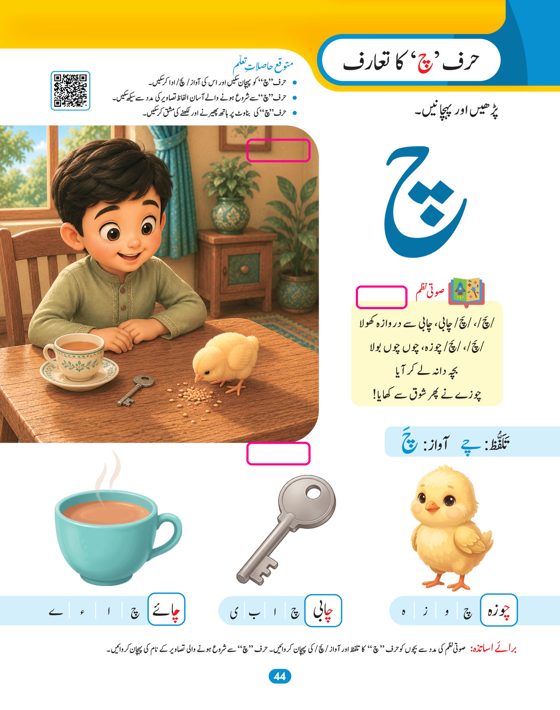 حرف ’چ‘ کا تعارف
متوقع حاصلاتِ تعلّم
• حرف ”چ“ کو پہچان سکیں اور اس کی آواز /چَ/ ادا کر سکیں۔
• حرف ”چ“ سے شروع ہونے والے آسان الفاظ تصاویر کی مدد سے سیکھ سکیں۔
• حرف ”چ“ کی بناوٹ پر ہاتھ پھیرنے اور لکھنے کی مشق کر سکیں۔
پڑھیں اور پہچانیں۔
چ
صوتی نظم
/چَ/، /چَ/ چابی، چابی سے دروازہ کھولا
/چَ/، /چَ/ چوزہ، چوں چوں بولا
بچہ دانہ لے کر آیا
چوزے نے پھر شوق سے کھایا!
تَلَفُّظ: چے آواز: چَ
چوزہ چ و ز ہ
چابی چ ا ب ی
چائے چ ا ء ے
برائے اساتذہ: صوتی نظم کی مدد سے بچوں کو حرف ”چ“ کا تلفظ اور آواز /چَ/ کی پہچان کروائیں۔ حرف ”چ“ سے شروع ہونے والی تصاویر کے نام کی پہچان کروائیں۔
44